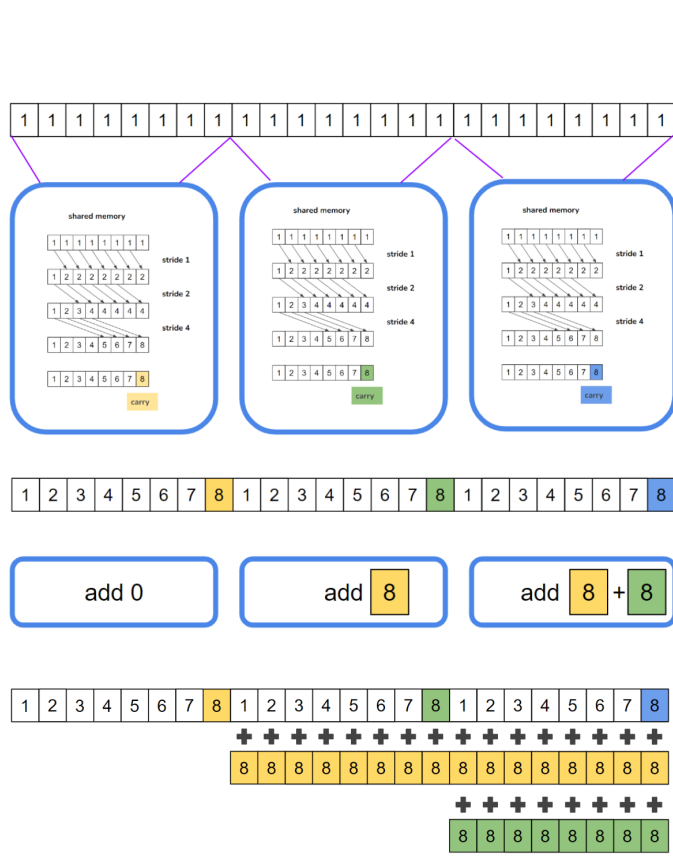 1 1 1 1 1 1 1 1 1 1 1 1 1 1 1 1 1 1 1 1 1 1 1 1
shared memory
1 1 1 1 1 1 1 1
stride 1
1 2 2 2 2 2 2 2
stride 2
1 2 3 4 4 4 4 4
stride 4
1 2 3 4 5 6 7 8
1 2 3 4 5 6 7 8
carry
shared memory
1 1 1 1 1 1 1 1
stride 1
1 2 2 2 2 2 2 2
stride 2
1 2 3 4 4 4 4 4
stride 4
1 2 3 4 5 6 7 8
1 2 3 4 5 6 7 8
carry
shared memory
1 1 1 1 1 1 1 1
stride 1
1 2 2 2 2 2 2 2
stride 2
1 2 3 4 4 4 4 4
stride 4
1 2 3 4 5 6 7 8
1 2 3 4 5 6 7 8
carry
1 2 3 4 5 6 7 8 1 2 3 4 5 6 7 8 1 2 3 4 5 6 7 8
add 0
add 8
add 8 + 8
1 2 3 4 5 6 7 8 1 2 3 4 5 6 7 8 1 2 3 4 5 6 7 8
+ + + + + + + + + + + + + + + +
8 8 8 8 8 8 8 8 8 8 8 8 8 8 8 8
+ + + + + + + +
8 8 8 8 8 8 8 8